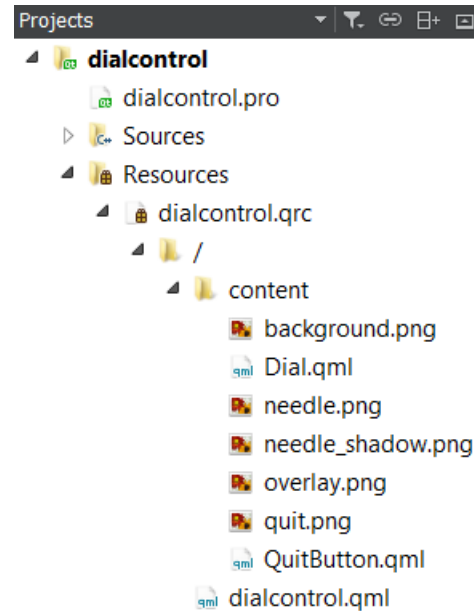 Projects
dialcontrol
dialcontrol.pro
Sources
Resources
dialcontrol.qrc
/
content
background.png
Dial.qml
needle.png
needle_shadow.png
overlay.png
quit.png
QuitButton.qml
dialcontrol.qml